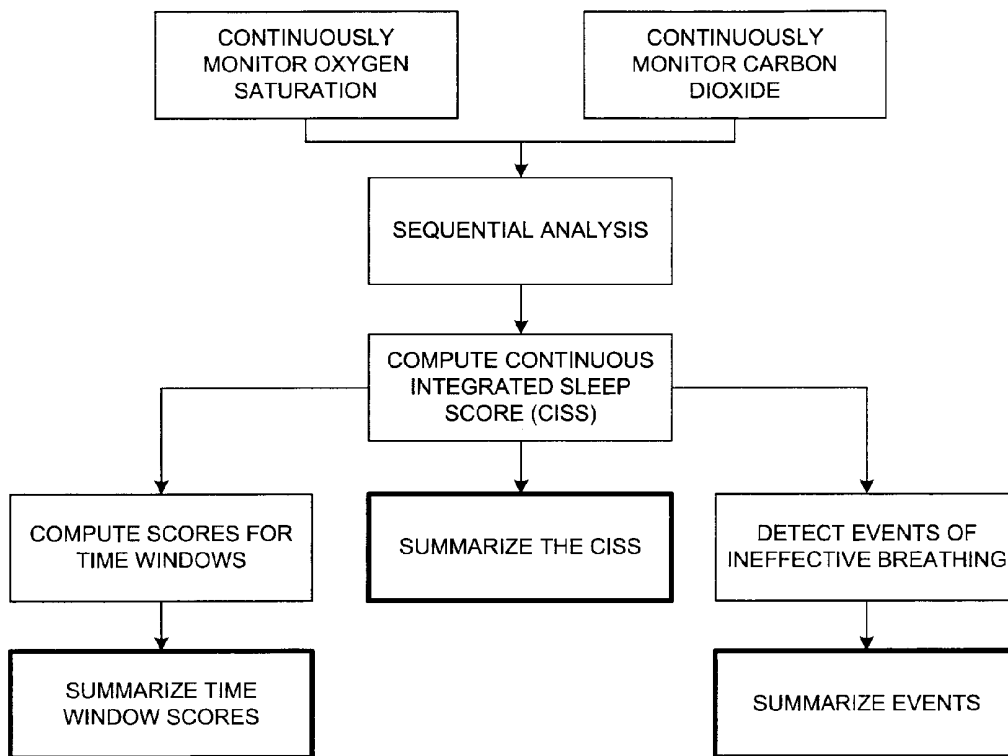 CONTINUOUSLY
MONITOR OXYGEN
SATURATION
CONTINUOUSLY
MONITOR CARBON
DIOXIDE
SEQUENTIAL ANALYSIS
COMPUTE CONTINUOUS
INTEGRATED SLEEP
SCORE (CISS)
COMPUTE SCORES FOR
TIME WINDOWS
SUMMARIZE THE CISS
DETECT EVENTS OF
INEFFECTIVE BREATHING
SUMMARIZE TIME
WINDOW SCORES
SUMMARIZE EVENTS